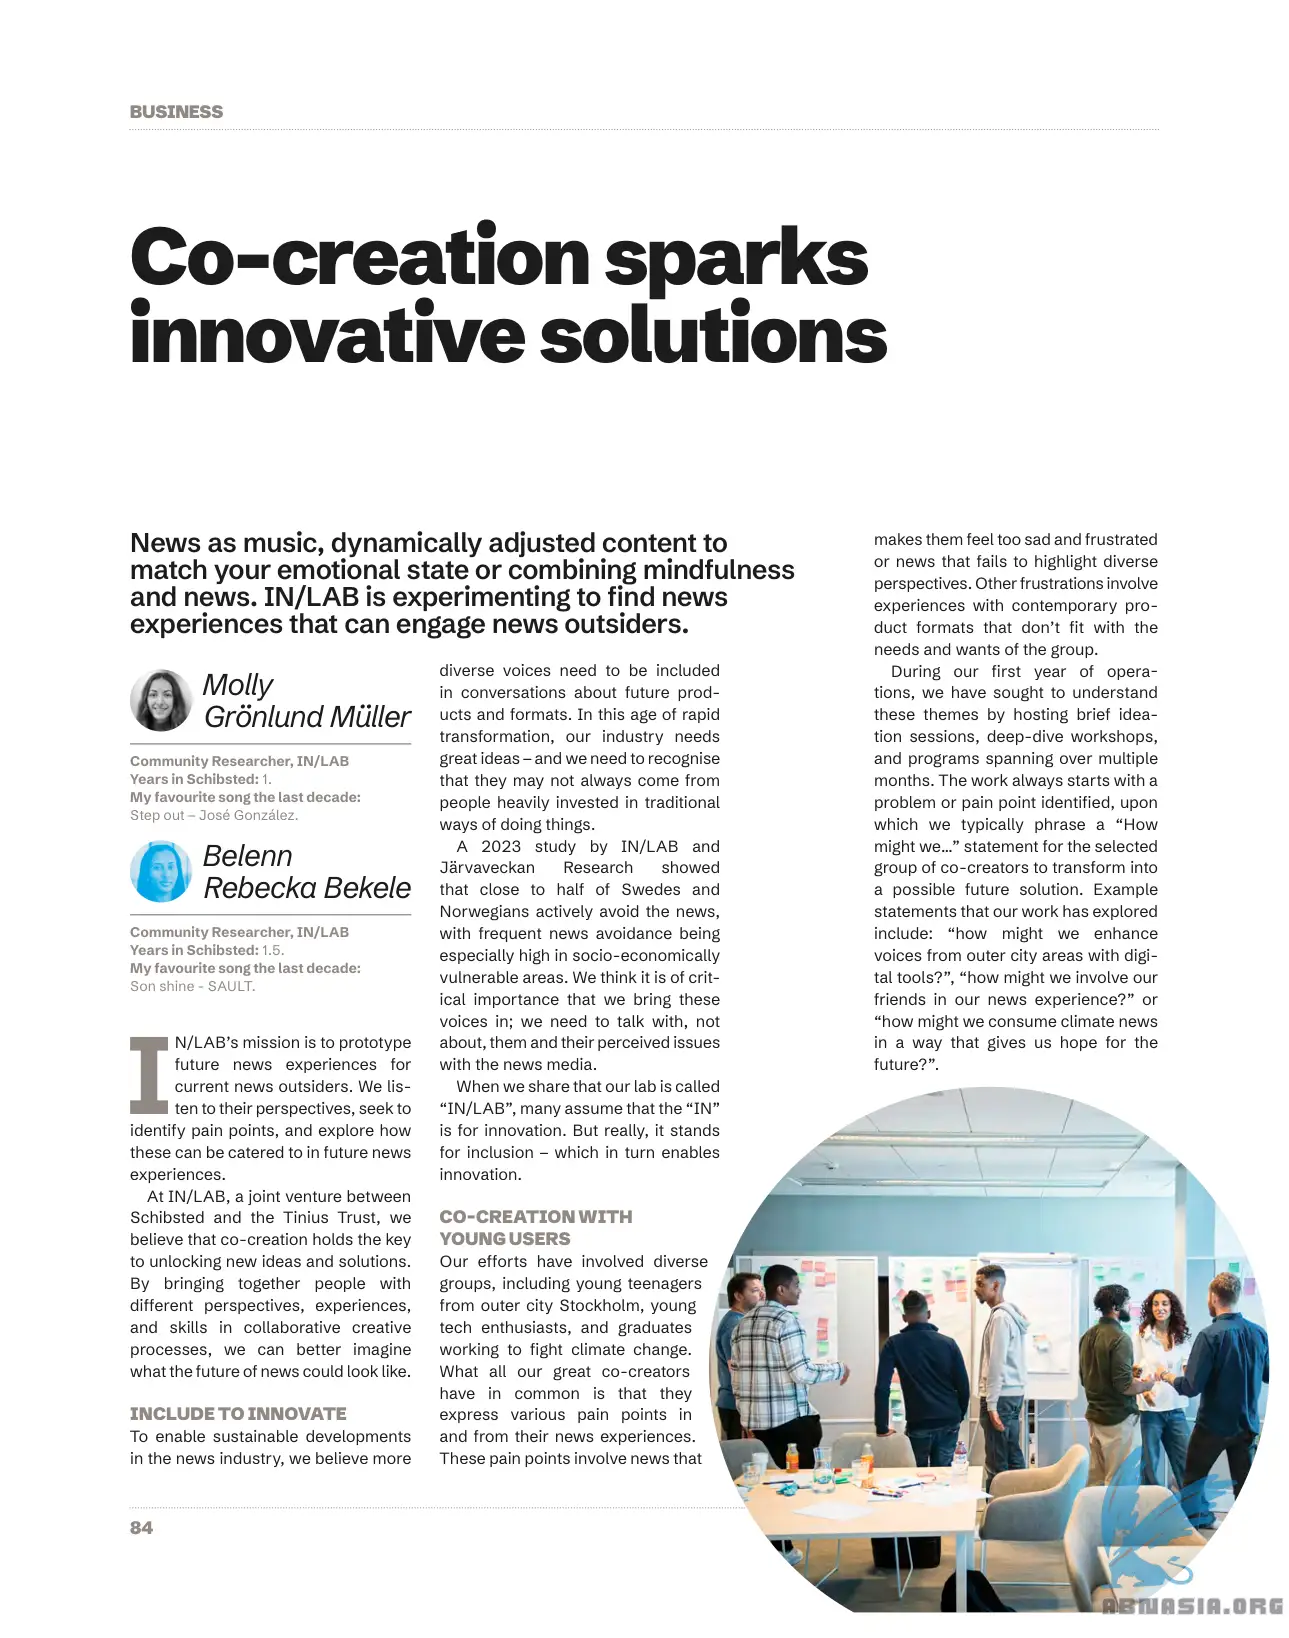 BUSINESS
Co-creation sparks
innovative solutions
News as music, dynamically adjusted content to
match your emotional state or combining mindfulness
and news. IN/LAB is experimenting to find news
experiences that can engage news outsiders.
Molly
Grönlund Müller
Community Researcher, IN/LAB
Years in Schibsted: 1.
My favourite song the last decade:
Step out – José González.
Belenn
Rebecka Bekele
Community Researcher, IN/LAB
Years in Schibsted: 1.5.
My favourite song the last decade:
Son shine - SAULT.
IN/LAB’s mission is to prototype
future news experiences for
current news outsiders. We lis-
ten to their perspectives, seek to
identify pain points, and explore how
these can be catered to in future news
experiences.
At IN/LAB, a joint venture between
Schibsted and the Tinius Trust, we
believe that co-creation holds the key
to unlocking new ideas and solutions.
By bringing together people with
different perspectives, experiences,
and skills in collaborative creative
processes, we can better imagine
what the future of news could look like.
INCLUDE TO INNOVATE
To enable sustainable developments
in the news industry, we believe more
diverse voices need to be included
in conversations about future prod-
ucts and formats. In this age of rapid
transformation, our industry needs
great ideas – and we need to recognise
that they may not always come from
people heavily invested in traditional
ways of doing things.
A 2023 study by IN/LAB and
Järvaveckan Research showed
that close to half of Swedes and
Norwegians actively avoid the news,
with frequent news avoidance being
especially high in socio-economically
vulnerable areas. We think it is of crit-
ical importance that we bring these
voices in; we need to talk with, not
about, them and their perceived issues
with the news media.
When we share that our lab is called
“IN/LAB”, many assume that the “IN”
is for innovation. But really, it stands
for inclusion – which in turn enables
innovation.
CO-CREATION WITH
YOUNG USERS
Our efforts have involved diverse
groups, including young teenagers
from outer city Stockholm, young
tech enthusiasts, and graduates
working to fight climate change.
What all our great co-creators
have in common is that they
express various pain points in
and from their news experiences.
These pain points involve news that
makes them feel too sad and frustrated
or news that fails to highlight diverse
perspectives. Other frustrations involve
experiences with contemporary pro-
duct formats that don’t fit with the
needs and wants of the group.
During our first year of opera-
tions, we have sought to understand
these themes by hosting brief idea-
tion sessions, deep-dive workshops,
and programs spanning over multiple
months. The work always starts with a
problem or pain point identified, upon
which we typically phrase a “How
might we…” statement for the selected
group of co-creators to transform into
a possible future solution. Example
statements that our work has explored
include: “how might we enhance
voices from outer city areas with digi-
tal tools?”, “how might we involve our
friends in our news experience?” or
“how might we consume climate news
in a way that gives us hope for the
future?”.
84
ABNASIA.ORG